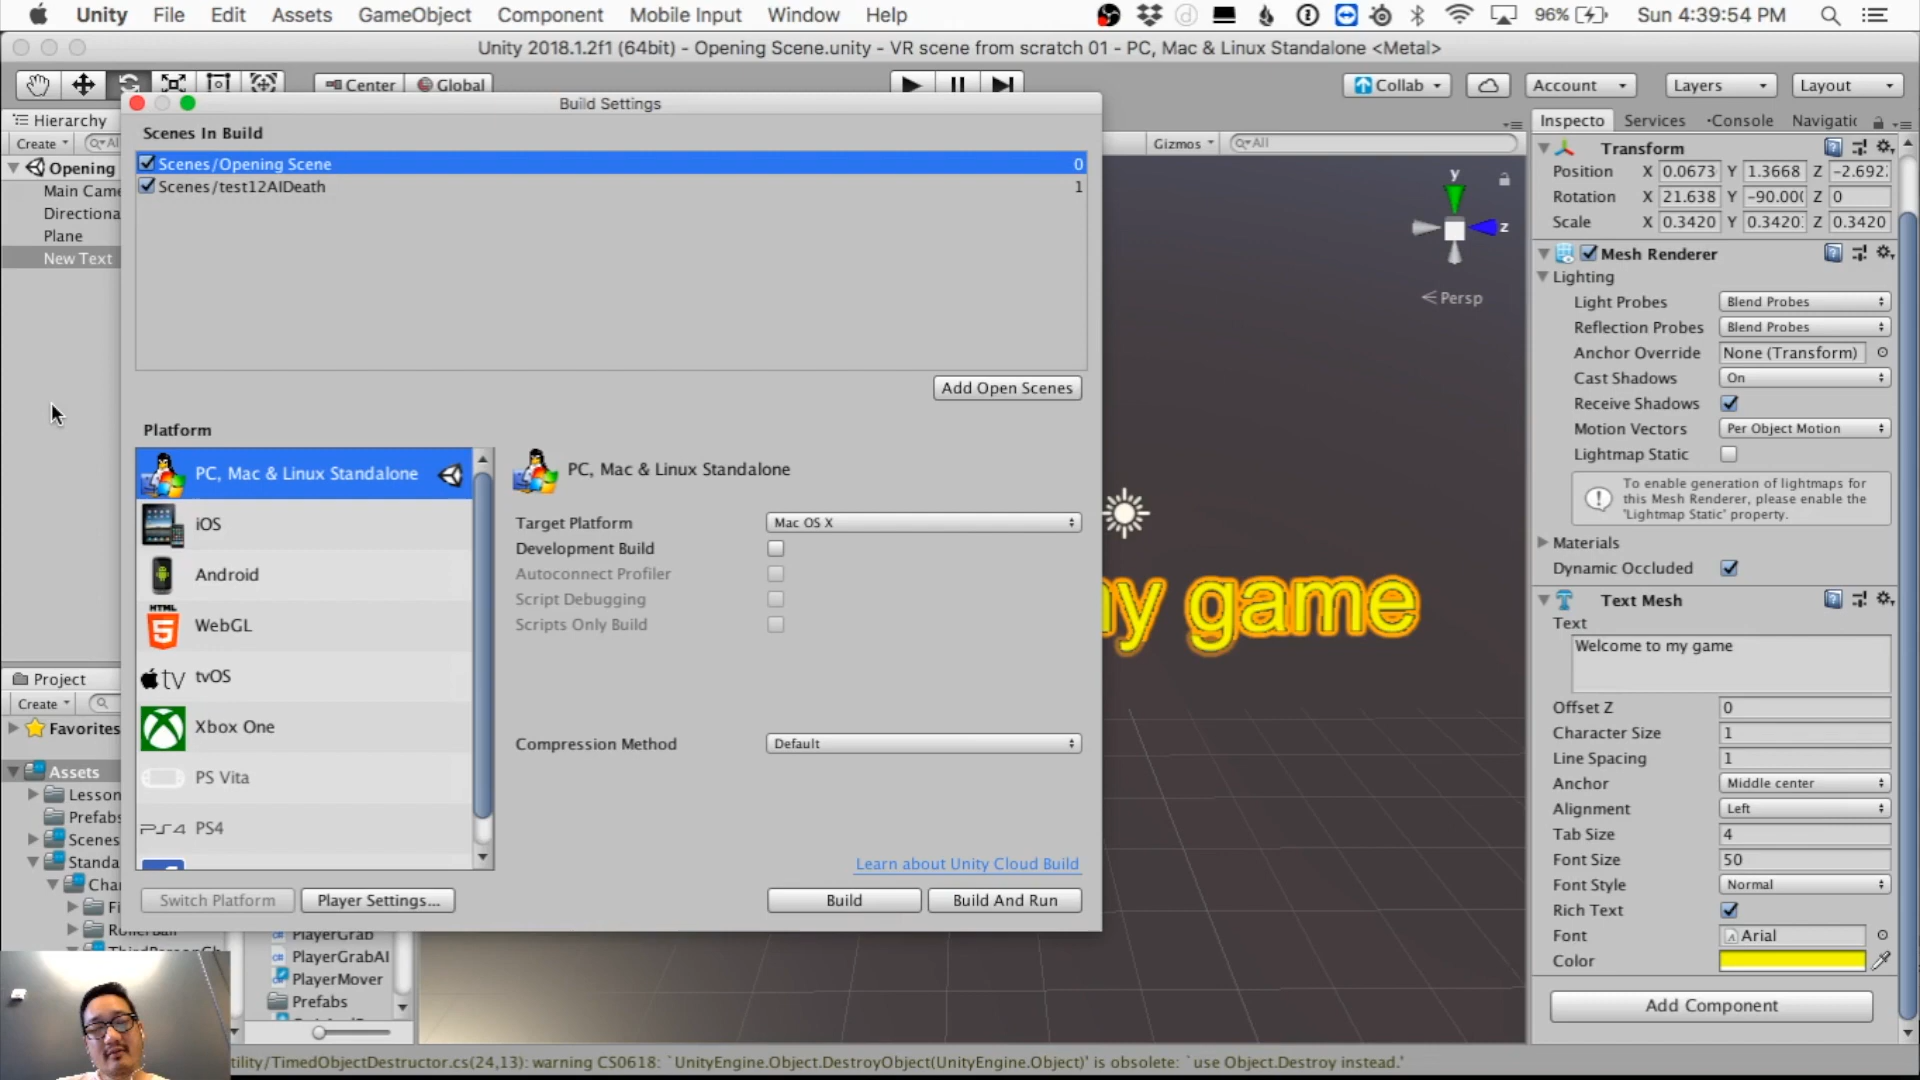 Unity File Edit Assets GameObject Component Mobile Input Window Help 96% Sun 4:39:54 PM
Unity 2018.1.2f1 (64bit) - Opening Scene.unity - VR scene from scratch 01 - PC, Mac & Linux Standalone <Metal>
Center Global Collab Account Layers Layout
Build Settings
Hierarchy
Create
Opening
Main Came
Directiona
Plane
New Text
Scenes In Build
Scenes/Opening Scene 0
Scenes/test12AIDeath 1
Add Open Scenes
Platform
PC, Mac & Linux Standalone
iOS
Android
HTML
WebGL
tv tvOS
Xbox One
PS Vita
PS4
PC, Mac & Linux Standalone
Target Platform Mac OS X
Development Build
Autoconnect Profiler
Script Debugging
Scripts Only Build
Compression Method Default
Learn about Unity Cloud Build
Switch Platform Player Settings... Build Build And Run
Gizmos All
y
z
Persp
my game
Inspecto Services Console Navigatic
Transform
Position X 0.0673 Y 1.3668 Z -2.692
Rotation X 21.638 Y -90.00 Z 0
Scale X 0.3420 Y 0.3420 Z 0.3420
Mesh Renderer
Lighting
Light Probes Blend Probes
Reflection Probes Blend Probes
Anchor Override None (Transform)
Cast Shadows On
Receive Shadows
Motion Vectors Per Object Motion
Lightmap Static
To enable generation of lightmaps for
this Mesh Renderer, please enable the
'Lightmap Static' property.
Materials
Dynamic Occluded
Text Mesh
Text
Welcome to my game
Offset Z 0
Character Size 1
Line Spacing 1
Anchor Middle center
Alignment Left
Tab Size 4
Font Size 50
Font Style Normal
Rich Text
Font Arial
Color
Add Component
Project
Create
Favorites
Assets
Lesson
Prefabs
Scenes
Standa
Cha
Fi
PlayerGrab
PlayerGrabAI
PlayerMover
Prefabs
tility/TimedObjectDestructor.cs(24,13): warning CS0618: `UnityEngine.Object.DestroyObject(UnityEngine.Object)' is obsolete: `use Object.Destroy instead.'